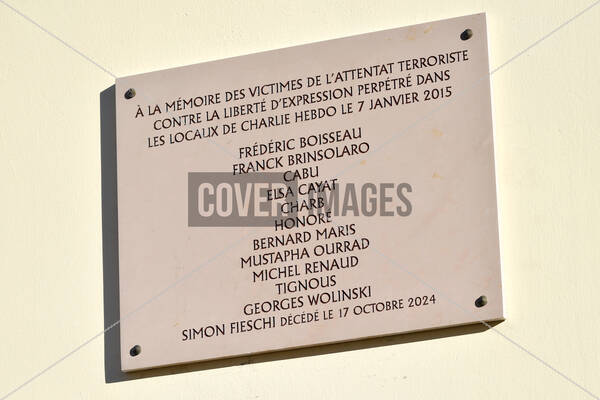 À LA MÉMOIRE DES VICTIMES DE L'ATTENTAT TERRORISTE
CONTRE LA LIBERTÉ D'EXPRESSION PERPÉTRÉ DANS
LES LOCAUX DE CHARLIE HEBDO LE 7 JANVIER 2015
FRÉDÉRIC BOISSEAU
FRANCK BRINSOLARO
CABU
ELSA CAYAT
CHARB
HONORÉ
BERNARD MARIS
MUSTAPHA OURRAD
MICHEL RENAUD
TIGNOUS
GEORGES WOLINSKI
SIMON FIESCHI DÉCÉDÉ LE 17 OCTOBRE 2024
COVER IMAGES